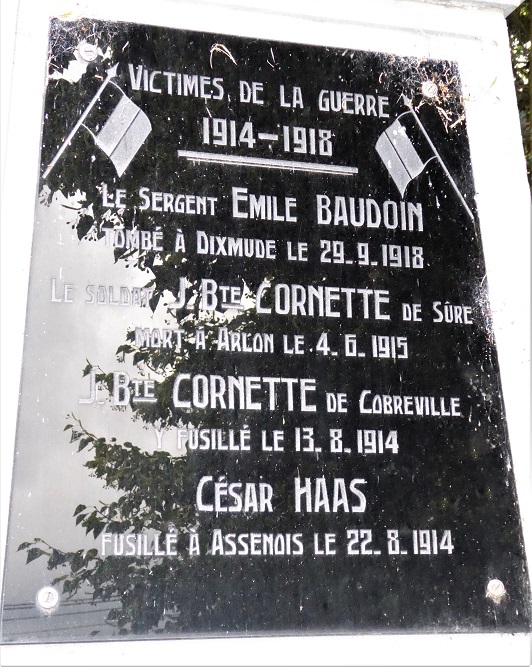 VICTIMES DE LA GUERRE
1914-1918
LE SERGENT EMILE BAUDOIN
TOMBÉ À DIXMUDE LE 29-9-1918
LE SOLDAT J. BTE CORNETTE DE SÛRE
MORT À ARLON LE 4-6-1915
J. BTE CORNETTE DE COBREVILLE
Y FUSILLÉ LE 13-8-1914
CÉSAR HAAS
FUSILLÉ À ASSENOIS LE 22-8-1914